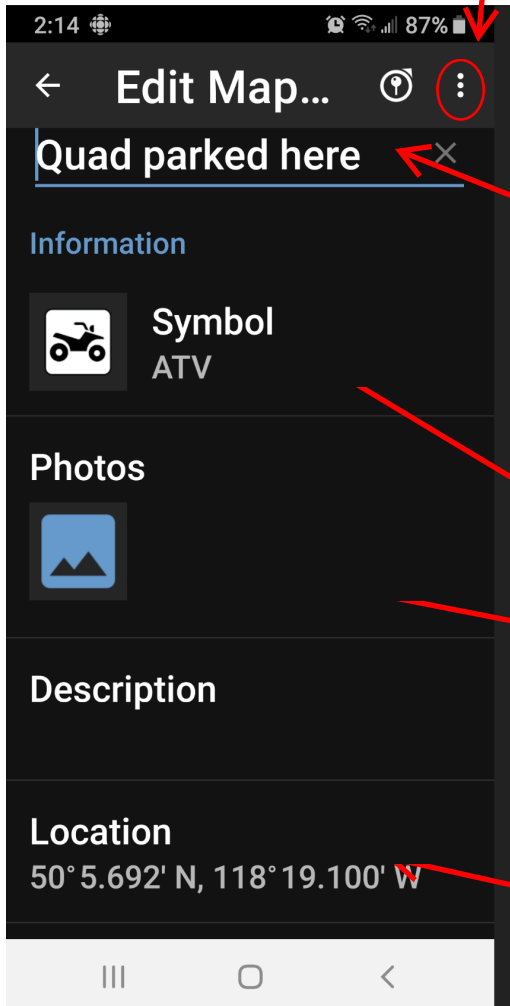 2:14 87%
Edit Map...
Quad parked here
Information
Symbol
ATV
Photos
Description
Location
50°5.692' N, 118°19.100' W